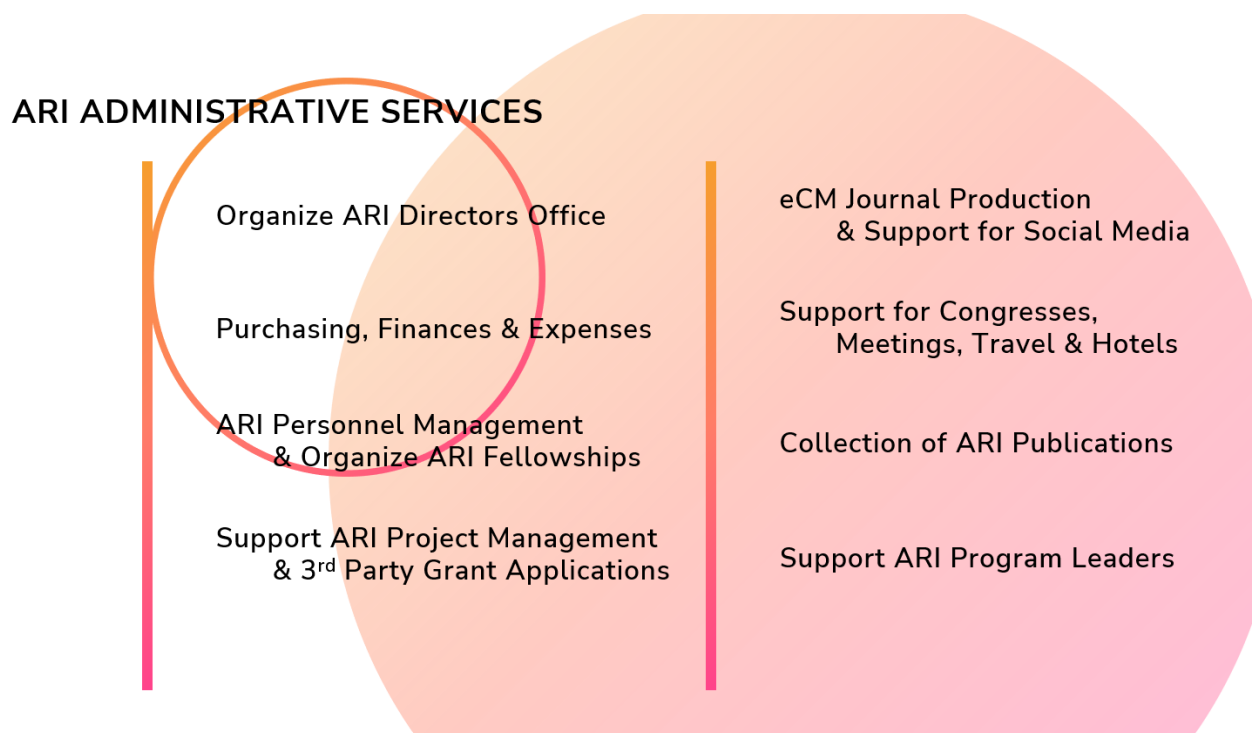 ARI ADMINISTRATIVE SERVICES
Organize ARI Directors Office
Purchasing, Finances & Expenses
ARI Personnel Management
& Organize ARI Fellowships
Support ARI Project Management
& 3rd Party Grant Applications
eCM Journal Production
& Support for Social Media
Support for Congresses,
Meetings, Travel & Hotels
Collection of ARI Publications
Support ARI Program Leaders